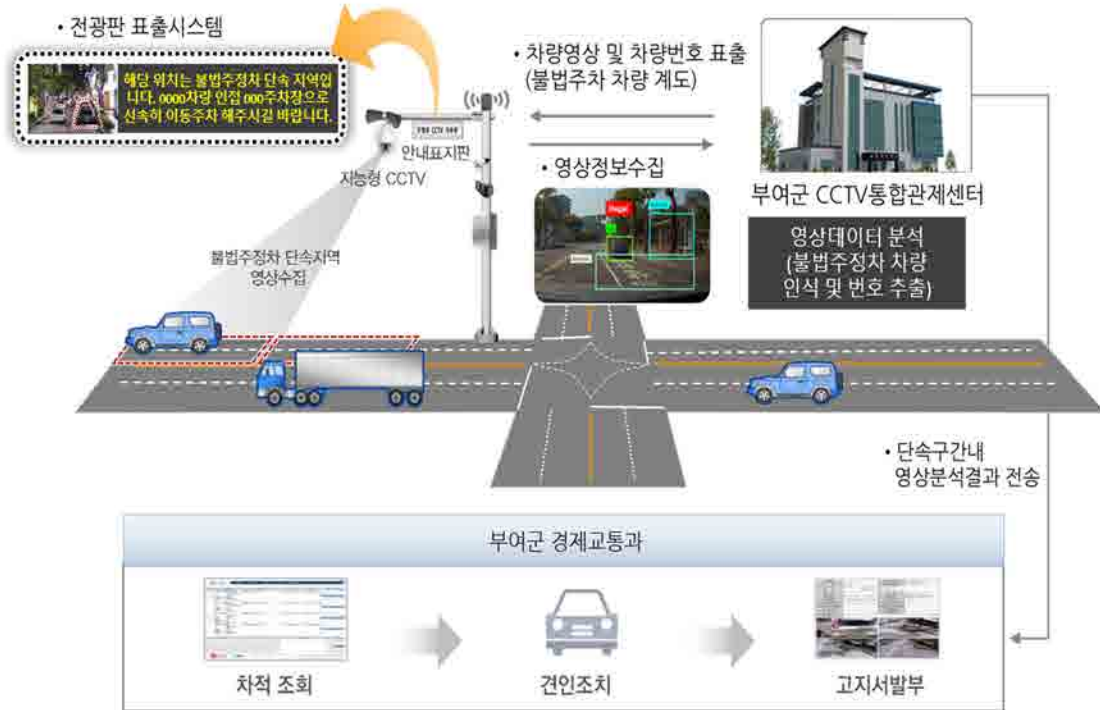 • 전광판 표출시스템
해당 위치는 불법주정차 단속 지역입
니다. 0000차량 인접 000주차장으로
신속히 이동주차 해주시길 바랍니다.
• 차량영상 및 차량번호 표출
(불법주차 차량 계도)
안내표지판
지능형 CCTV
• 영상정보수집
부여군 CCTV통합관제센터
영상데이터 분석
(불법주정차 차량
인식 및 번호 추출)
불법주정차 단속지역
영상수집
• 단속구간내
영상분석결과 전송
부여군 경제교통과
차적 조회
견인조치
고지서발부